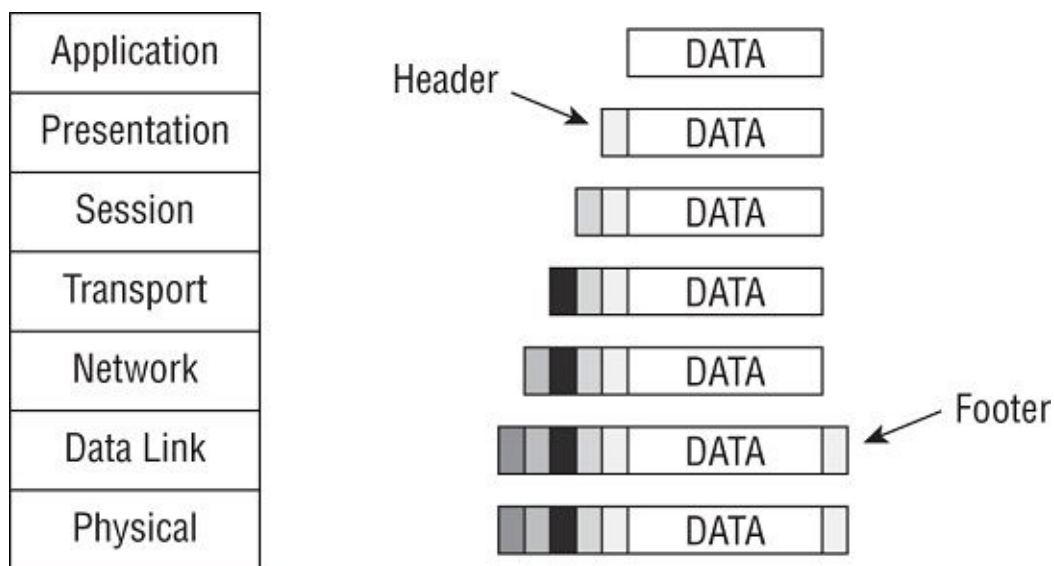 Application
DATA
Header
Presentation
DATA
Session
DATA
Transport
DATA
Network
DATA
Footer
Data Link
DATA
Physical
DATA